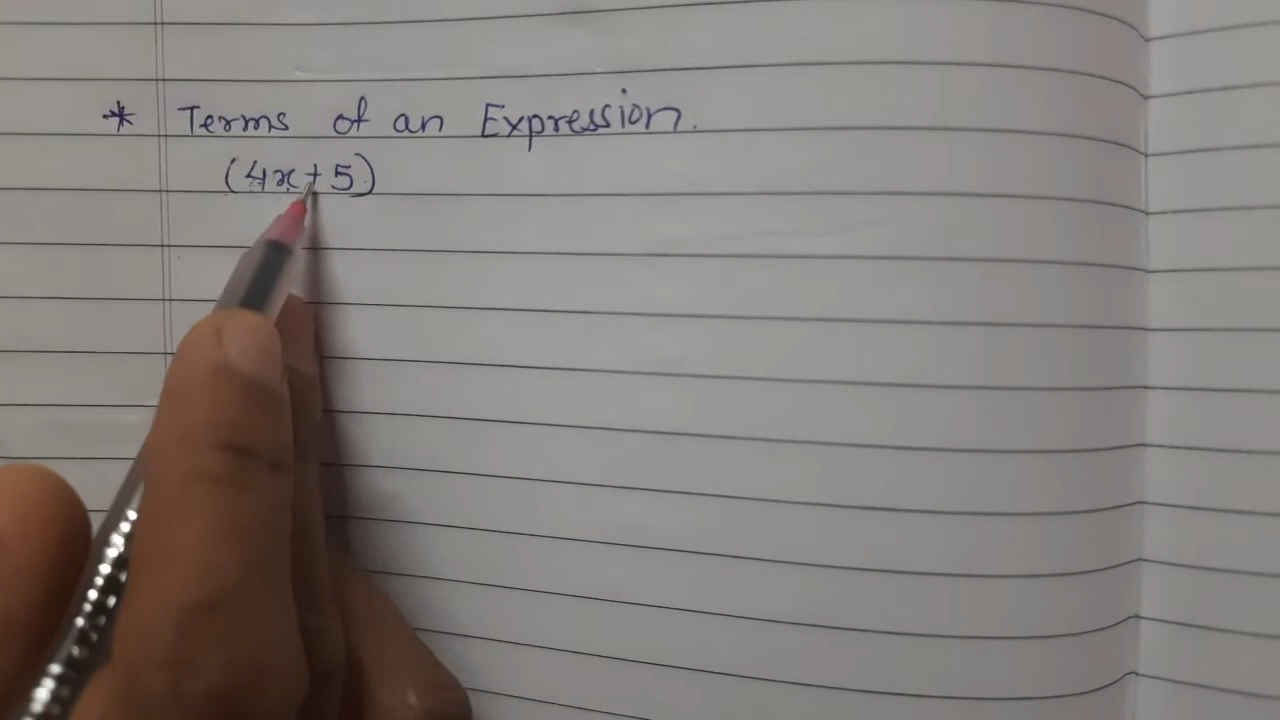 * Terms of an Expression.
(4x+5)